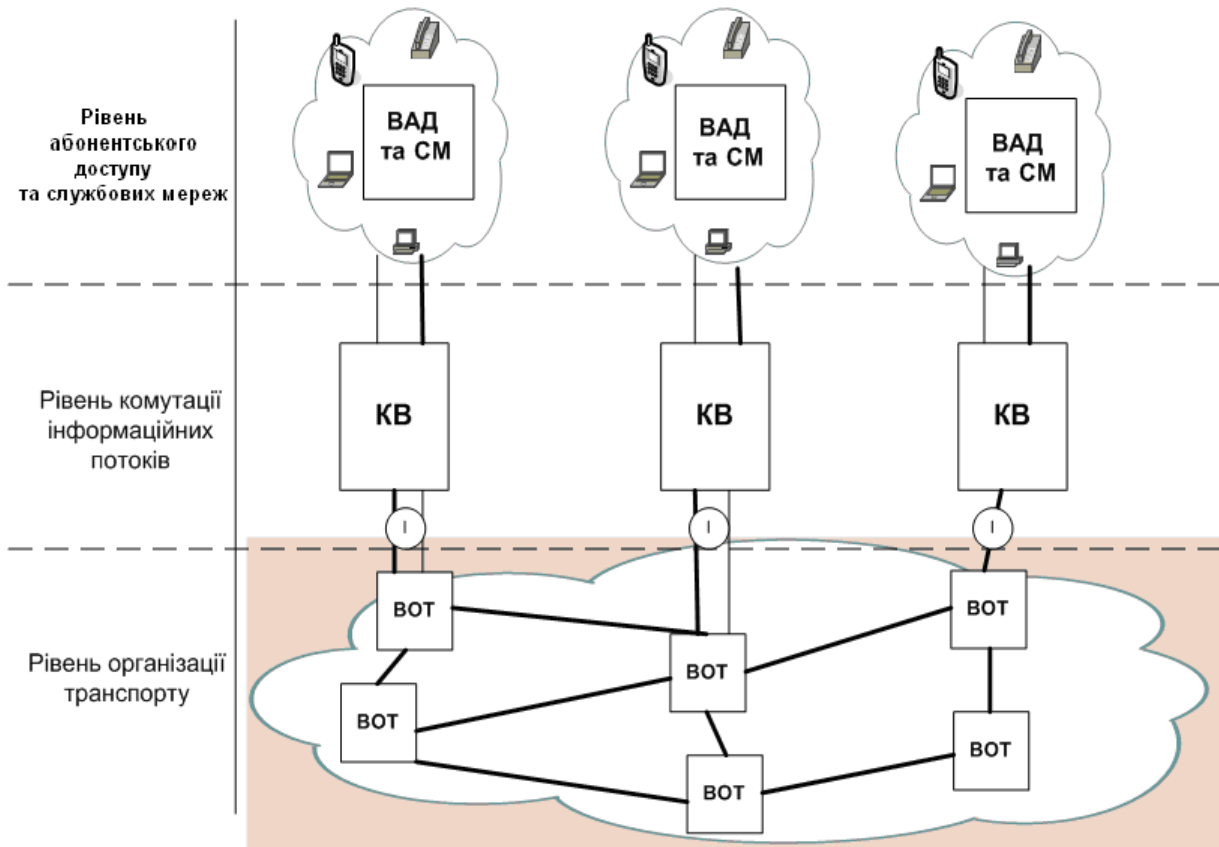 Рівень
абонентського
доступу
та службових мереж
ВАД
та СМ
ВАД
та СМ
ВАД
та СМ
Рівень комутації
інформаційних
потоків
КВ
КВ
КВ
І
І
І
Рівень організації
транспорту
ВОТ
ВОТ
ВОТ
ВОТ
ВОТ
ВОТ